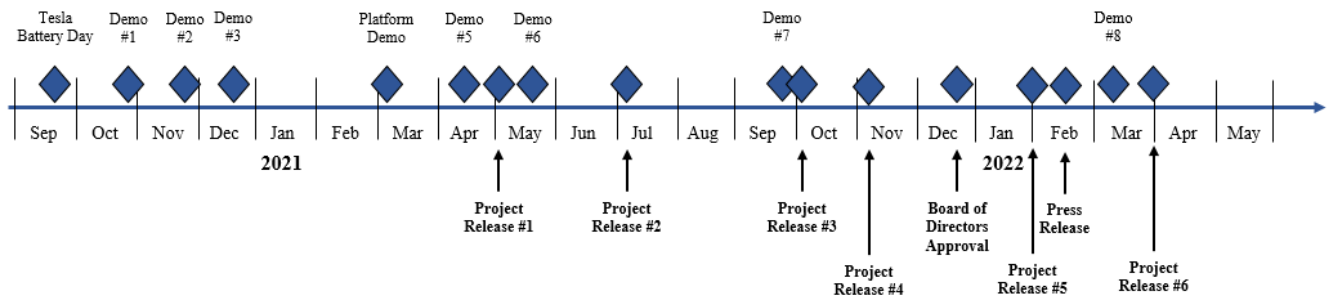 Tesla
Battery Day
Demo
#1
Demo
#2
Demo
#3
Platform
Demo
Demo
#5
Demo
#6
Demo
#7
Demo
#8
Sep Oct Nov Dec Jan Feb Mar Apr May Jun Jul Aug Sep Oct Nov Dec Jan Feb Mar Apr May
2021 2022
Project
Release #1
Project
Release #2
Project
Release #3
Project
Release #4
Board of
Directors
Approval
Project
Release #5
Press
Release
Project
Release #6